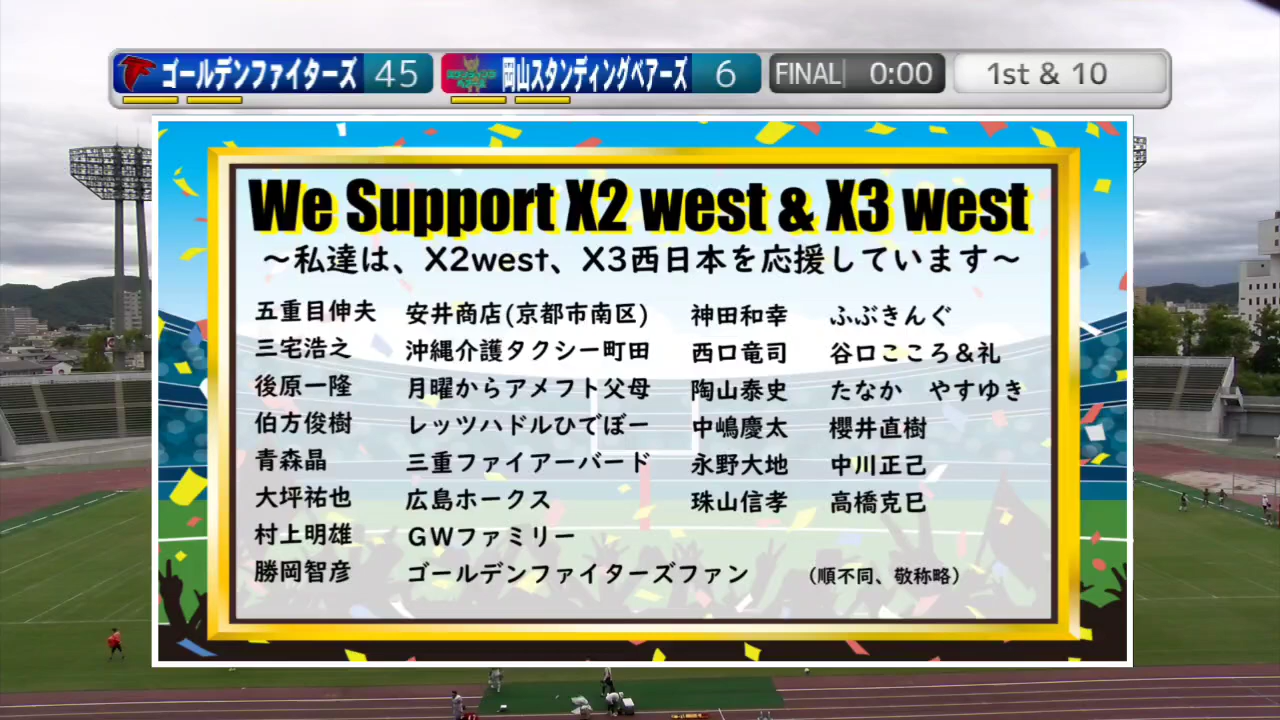 ゴールデンファイターズ 45 岡山スタンディングベアーズ 6 FINAL 0:00 1st & 10
We Support X2 west & X3 west
～私達は、X2west、X3西日本を応援しています～
五重目伸夫 安井商店(京都市南区) 神田和幸 ふぶきんぐ
三宅浩之 沖縄介護タクシー町田 西口竜司 谷口こころ&礼
後原一隆 月曜からアメフト父母 陶山泰史 たなか やすゆき
伯方俊樹 レッツハドルひでぼー 中嶋慶太 櫻井直樹
青森晶 三重ファイアーバード 永野大地 中川正己
大坪祐也 広島ホークス 珠山信孝 高橋克巳
村上明雄 GWファミリー
勝岡智彦 ゴールデンファイターズファン (順不同、敬称略)